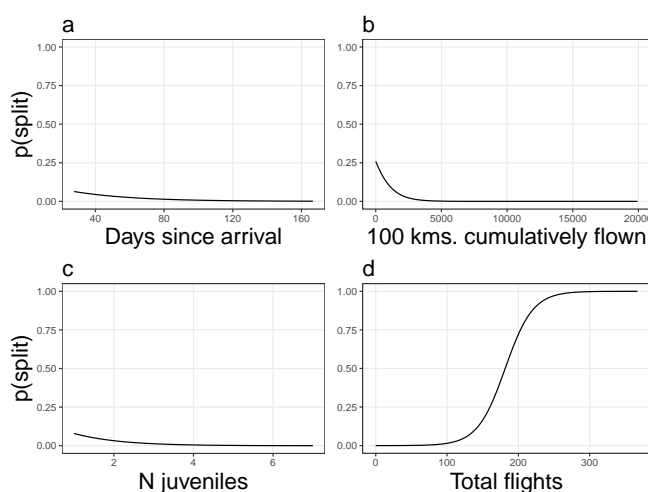 a
b
1.00
0.75
0.50
0.25
0.00
p(split)
40 80 120 160
Days since arrival
1.00
0.75
0.50
0.25
0.00
0 5000 10000 15000 2000
100 kms. cumulatively flown
c
d
1.00
0.75
0.50
0.25
0.00
p(split)
2 4 6
N juveniles
1.00
0.75
0.50
0.25
0.00
0 100 200 300
Total flights